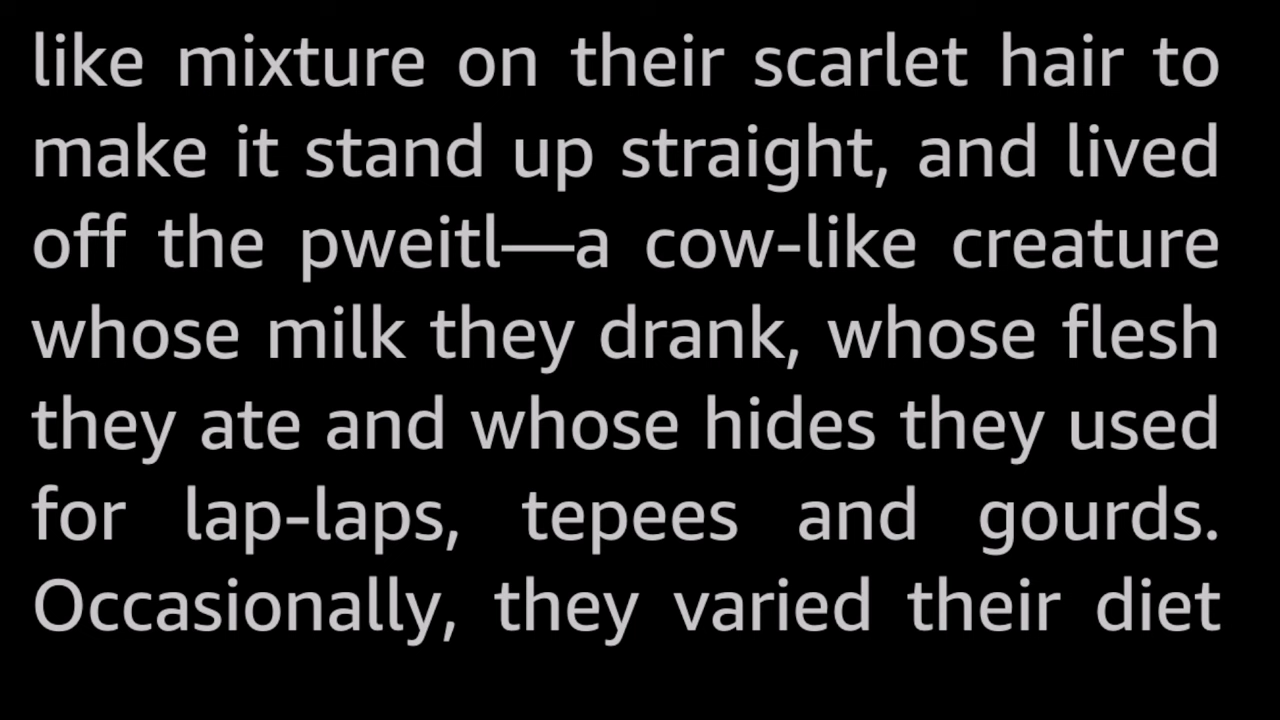 like mixture on their scarlet hair to
make it stand up straight, and lived
off the pweitl—a cow-like creature
whose milk they drank, whose flesh
they ate and whose hides they used
for lap-laps, tepees and gourds.
Occasionally, they varied their diet